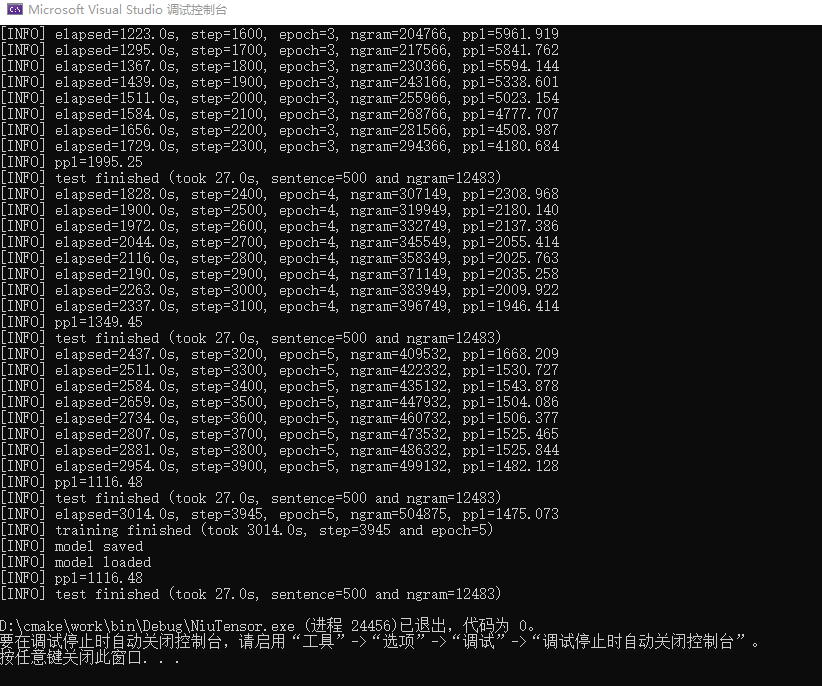 Microsoft Visual Studio 调试控制台
[INFO] elapsed=1223.0s, step=1600, epoch=3, ngram=204766, ppl=5961.919
[INFO] elapsed=1295.0s, step=1700, epoch=3, ngram=217566, ppl=5841.762
[INFO] elapsed=1367.0s, step=1800, epoch=3, ngram=230366, ppl=5594.144
[INFO] elapsed=1439.0s, step=1900, epoch=3, ngram=243166, ppl=5338.601
[INFO] elapsed=1511.0s, step=2000, epoch=3, ngram=255966, ppl=5023.154
[INFO] elapsed=1584.0s, step=2100, epoch=3, ngram=268766, ppl=4777.707
[INFO] elapsed=1656.0s, step=2200, epoch=3, ngram=281566, ppl=4508.987
[INFO] elapsed=1729.0s, step=2300, epoch=3, ngram=294366, ppl=4180.684
[INFO] ppl=1995.25
[INFO] test finished (took 27.0s, sentence=500 and ngram=12483)
[INFO] elapsed=1828.0s, step=2400, epoch=4, ngram=307149, ppl=2308.968
[INFO] elapsed=1900.0s, step=2500, epoch=4, ngram=319949, ppl=2180.140
[INFO] elapsed=1972.0s, step=2600, epoch=4, ngram=332749, ppl=2137.386
[INFO] elapsed=2044.0s, step=2700, epoch=4, ngram=345549, ppl=2055.414
[INFO] elapsed=2116.0s, step=2800, epoch=4, ngram=358349, ppl=2025.763
[INFO] elapsed=2190.0s, step=2900, epoch=4, ngram=371149, ppl=2035.258
[INFO] elapsed=2263.0s, step=3000, epoch=4, ngram=383949, ppl=2009.922
[INFO] elapsed=2337.0s, step=3100, epoch=4, ngram=396749, ppl=1946.414
[INFO] ppl=1349.45
[INFO] test finished (took 27.0s, sentence=500 and ngram=12483)
[INFO] elapsed=2437.0s, step=3200, epoch=5, ngram=409532, ppl=1668.209
[INFO] elapsed=2511.0s, step=3300, epoch=5, ngram=422332, ppl=1530.727
[INFO] elapsed=2584.0s, step=3400, epoch=5, ngram=435132, ppl=1543.878
[INFO] elapsed=2659.0s, step=3500, epoch=5, ngram=447932, ppl=1504.086
[INFO] elapsed=2734.0s, step=3600, epoch=5, ngram=460732, ppl=1506.377
[INFO] elapsed=2807.0s, step=3700, epoch=5, ngram=473532, ppl=1525.465
[INFO] elapsed=2881.0s, step=3800, epoch=5, ngram=486332, ppl=1525.844
[INFO] elapsed=2954.0s, step=3900, epoch=5, ngram=499132, ppl=1482.128
[INFO] ppl=1116.48
[INFO] test finished (took 27.0s, sentence=500 and ngram=12483)
[INFO] elapsed=3014.0s, step=3945, epoch=5, ngram=504875, ppl=1475.073
[INFO] training finished (took 3014.0s, step=3945 and epoch=5)
[INFO] model saved
[INFO] model loaded
[INFO] ppl=1116.48
[INFO] test finished (took 27.0s, sentence=500 and ngram=12483)
D:\cmake\work\bin\Debug\NiuTensor.exe (进程 24456)已退出，代码为 0。
要在调试停止时自动关闭控制台，请启用“工具”->“选项”->“调试”->“调试停止时自动关闭控制台”。
按任意键关闭此窗口. . .